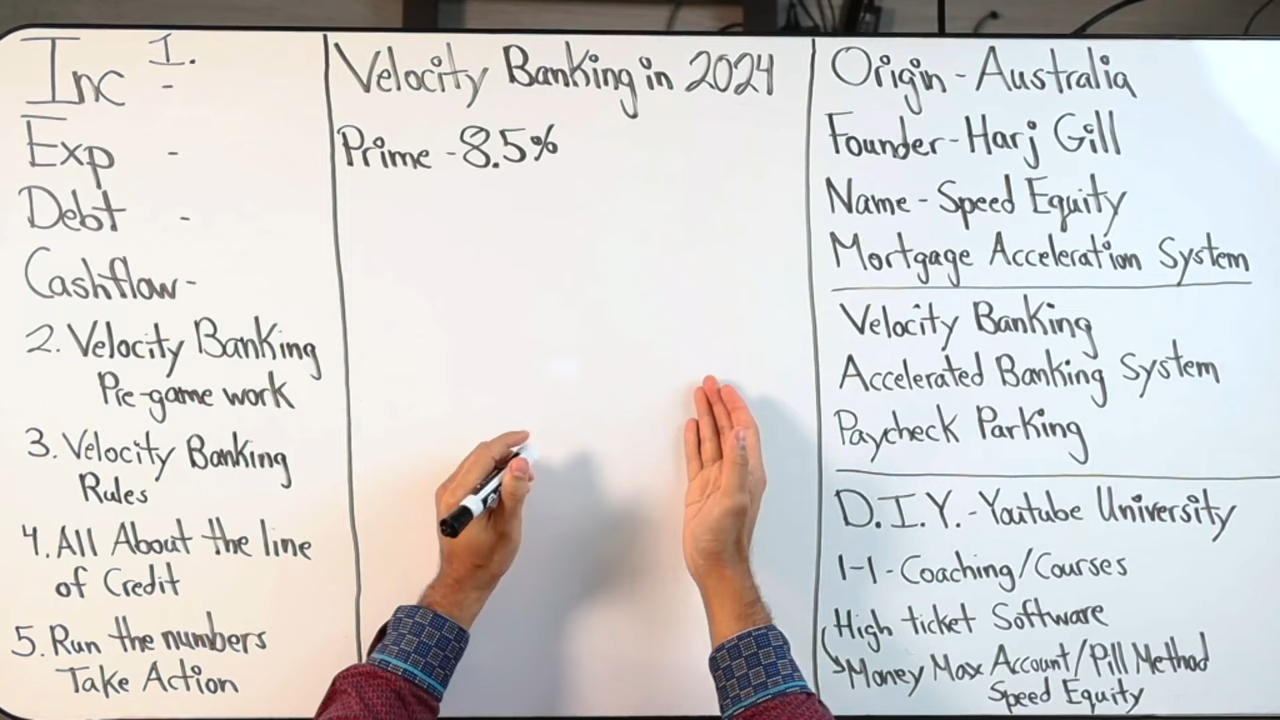 1.
Inc -
Exp -
Debt -
Cashflow-
2. Velocity Banking
Pre-game work
3. Velocity Banking
Rules
4. All About the line
of Credit
5. Run the numbers
Take Action
Velocity Banking in 2024
Prime - 8.5%
Origin - Australia
Founder - Harj Gill
Name - Speed Equity
Mortgage Acceleration System
Velocity Banking
Accelerated Banking System
Paycheck Parking
D.I.Y. - Youtube University
1-1 - Coaching/Courses
High ticket Software
Money Max Account/Pill Method
Speed Equity